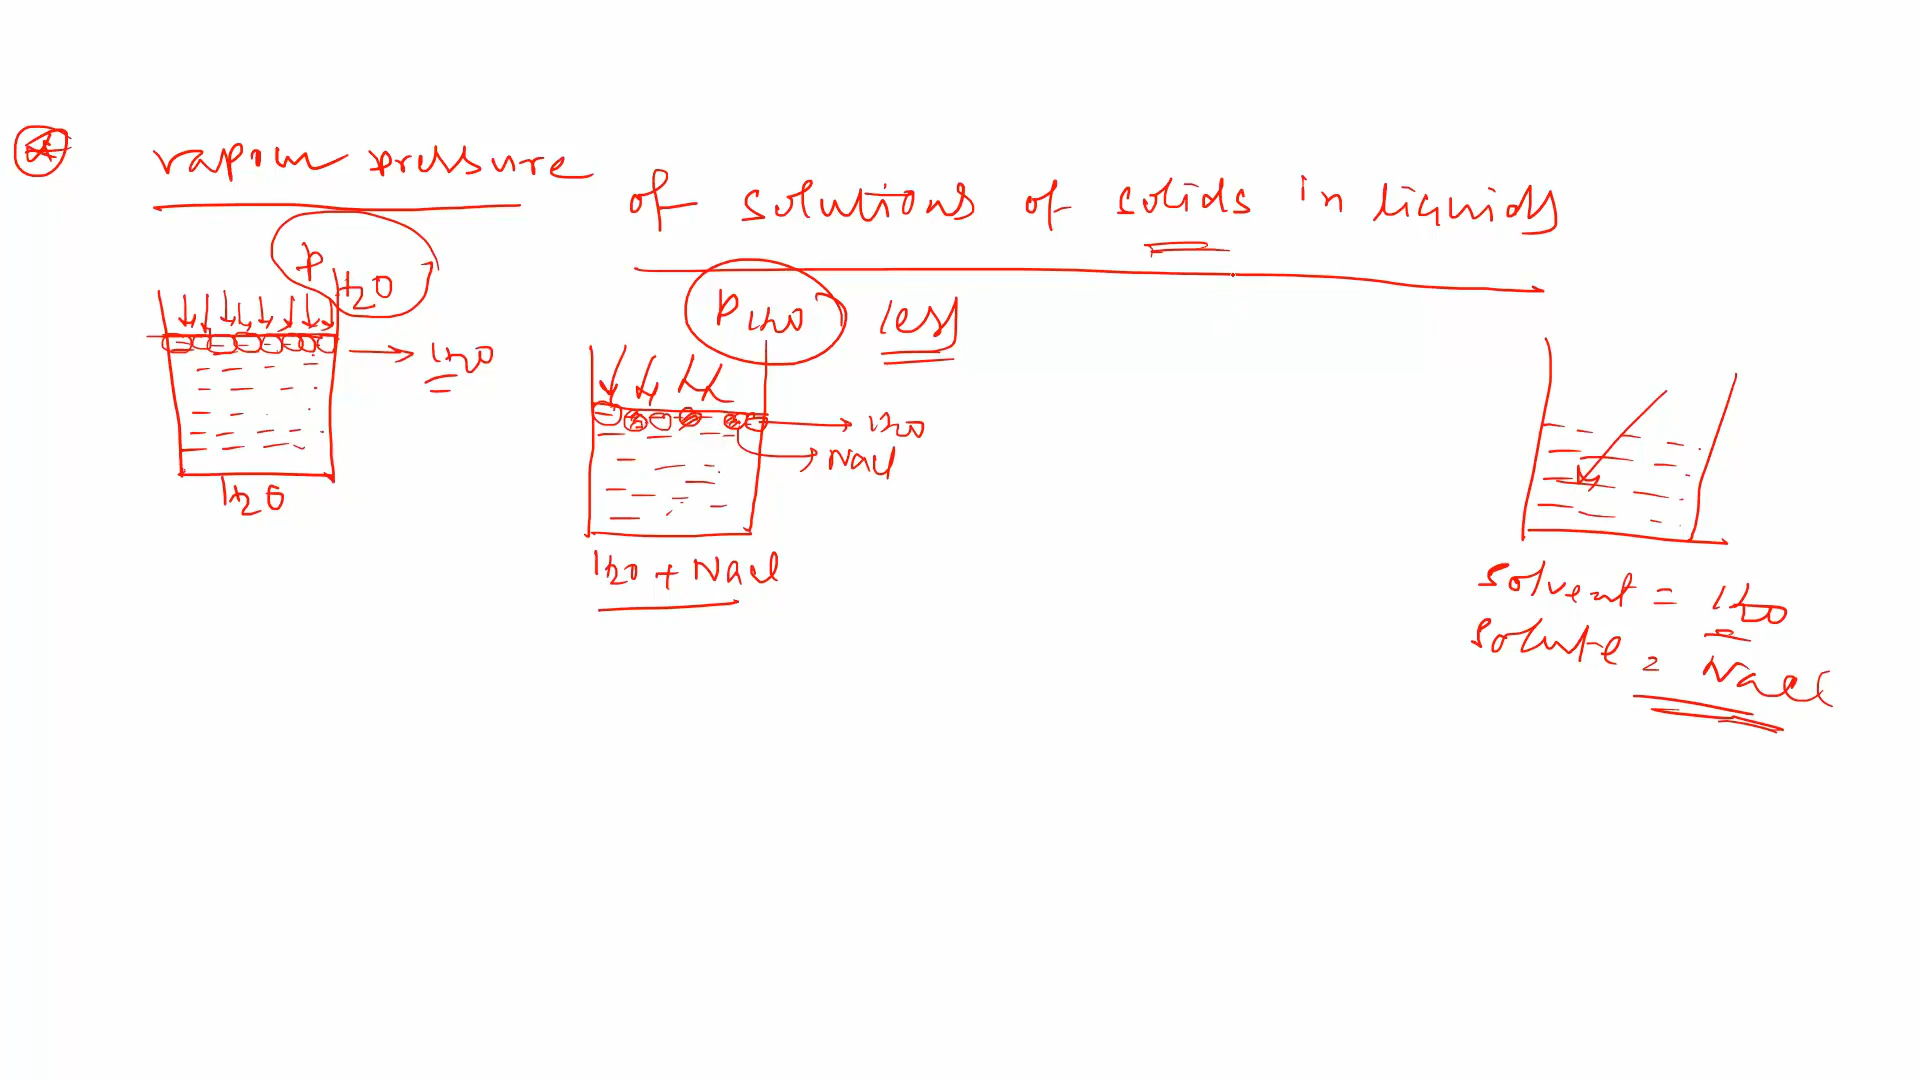 vapour pressure of solutions of solids in liquids
P H2O
P H2O less
H2O
H2O
NaCl
H2O
H2O + NaCl
solvent = H2O
solute = NaCl